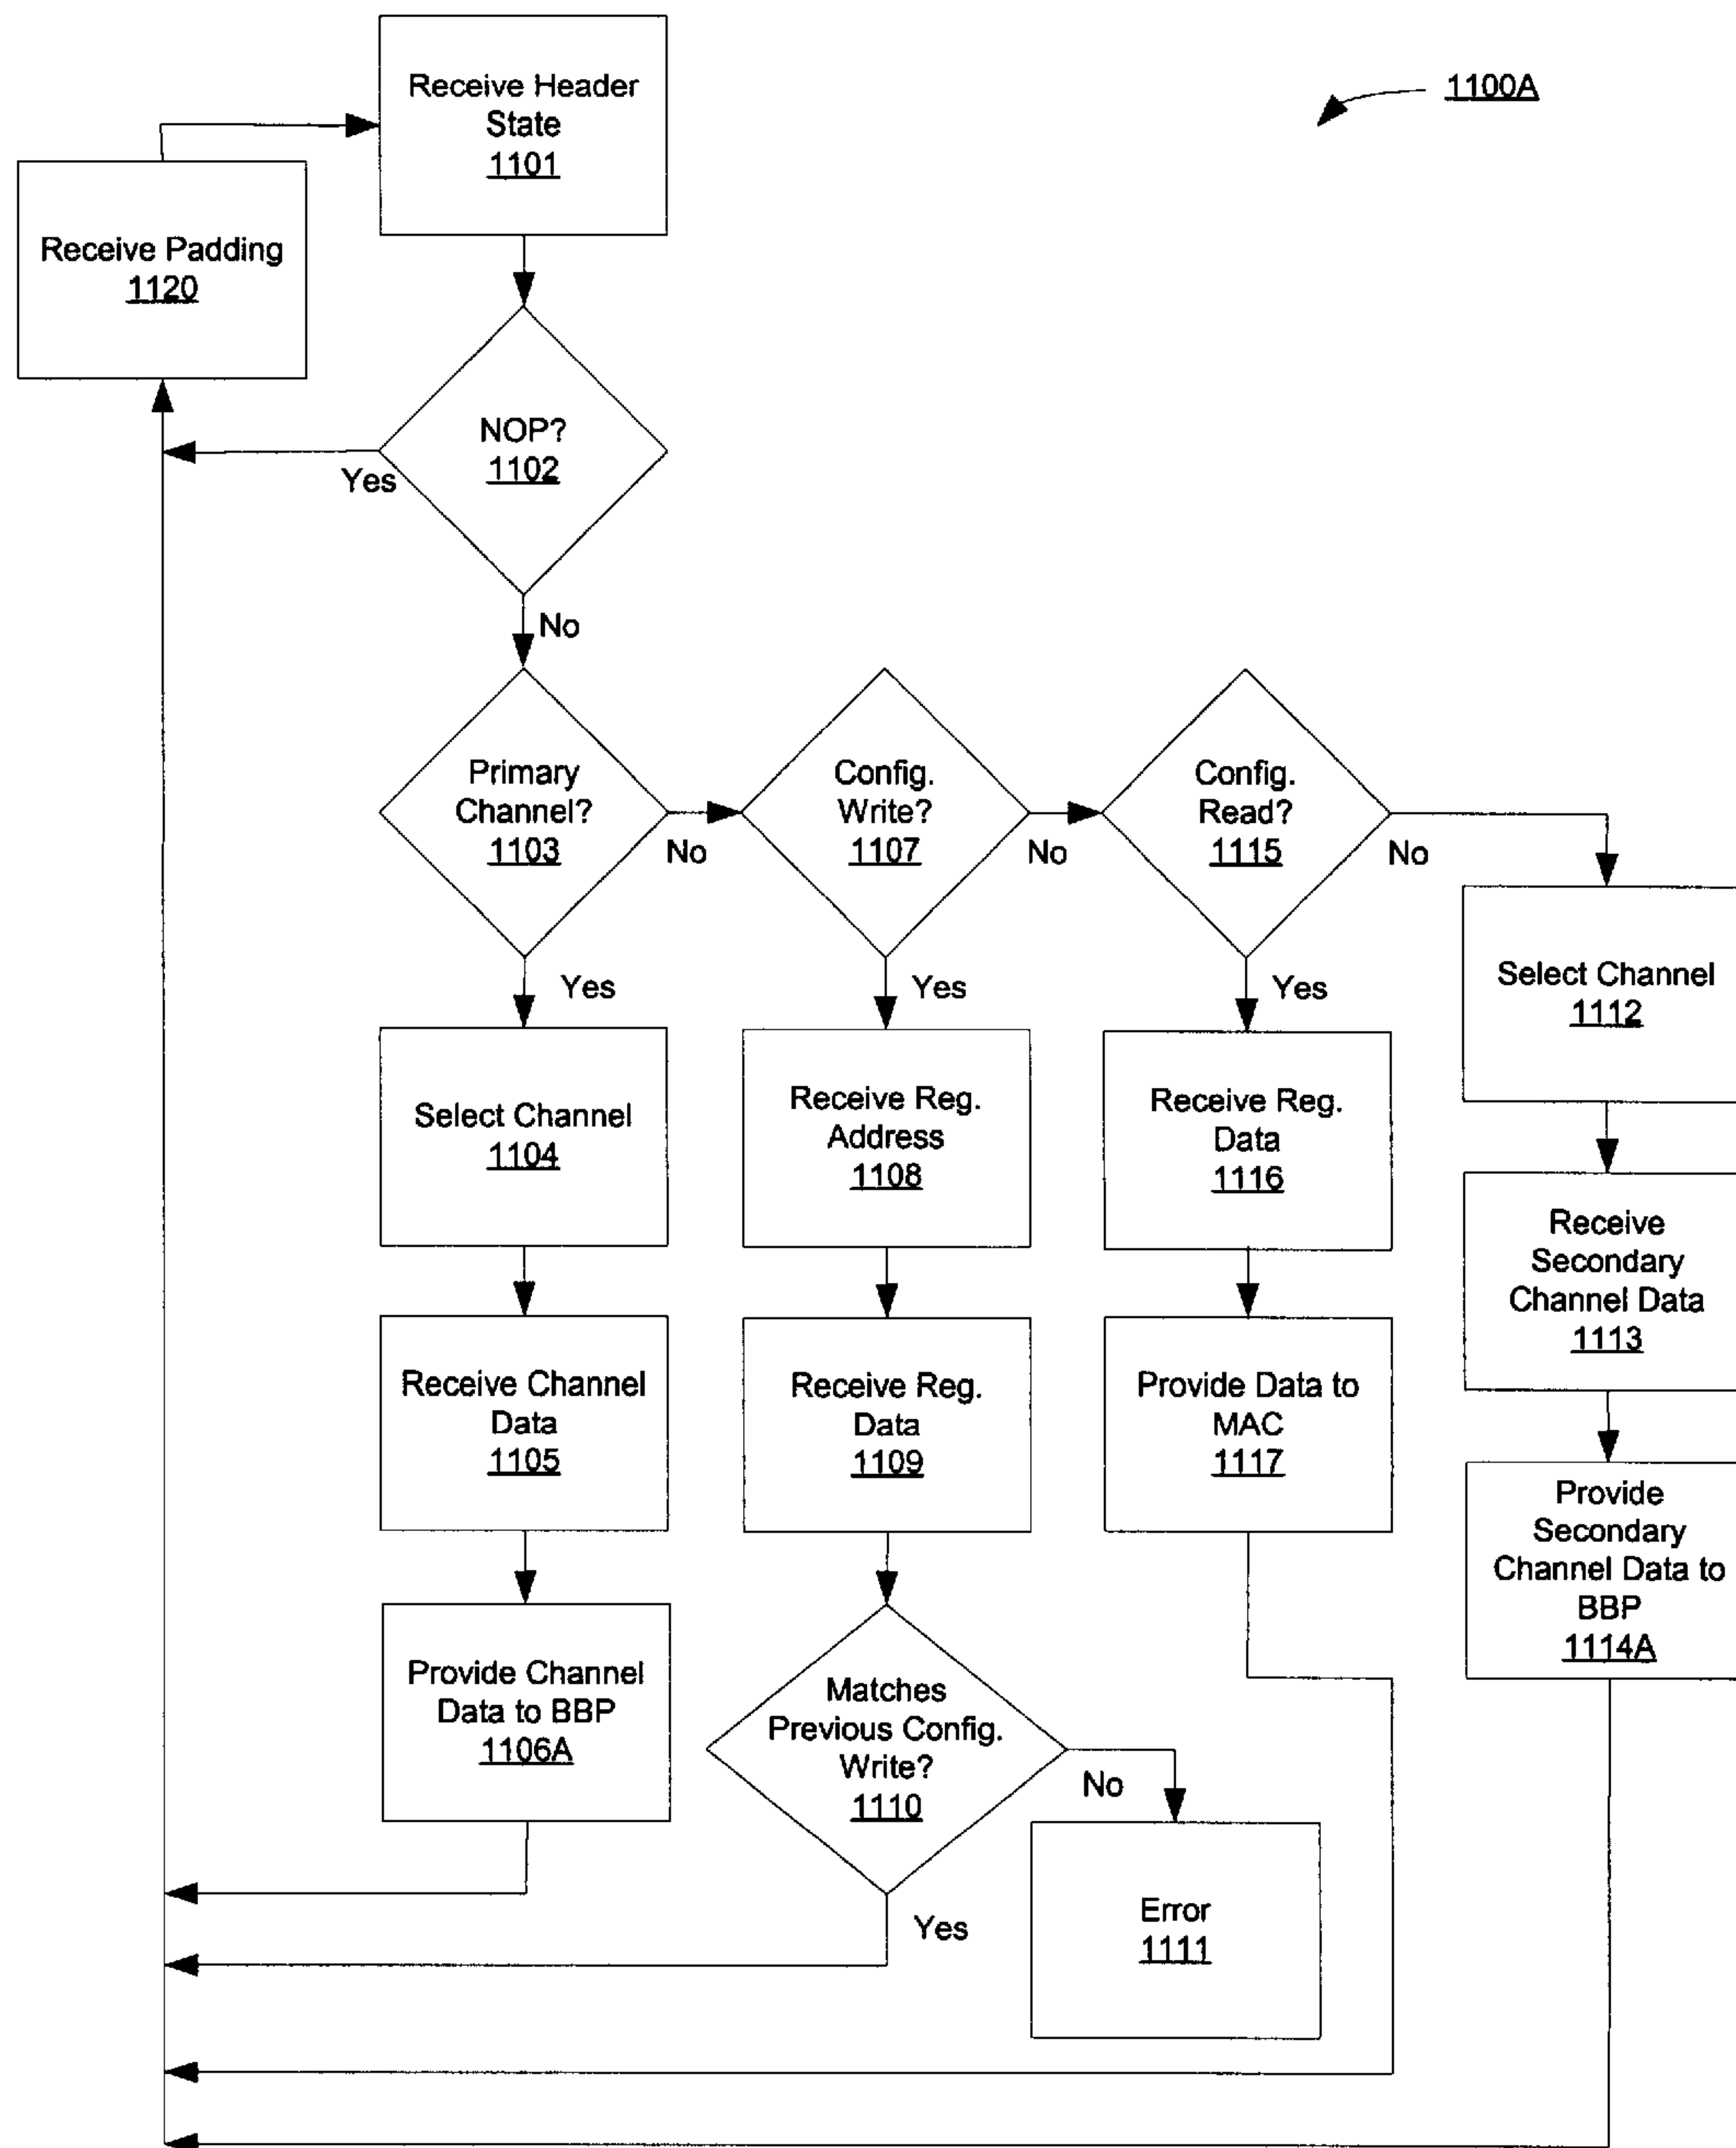 Receive Header
State
1101
1100A
Receive Padding
1120
NOP?
1102
Yes
No
Primary
Channel?
1103
No
Config.
Write?
1107
No
Config.
Read?
1115
No
Yes
Yes
Yes
Select Channel
1112
Select Channel
1104
Receive Reg.
Address
1108
Receive Reg.
Data
1116
Receive
Secondary
Channel Data
1113
Receive Channel
Data
1105
Receive Reg.
Data
1109
Provide Data to
MAC
1117
Provide
Secondary
Channel Data to
BBP
1114A
Provide Channel
Data to BBP
1106A
Matches
Previous Config.
Write?
1110
No
Yes
Error
1111